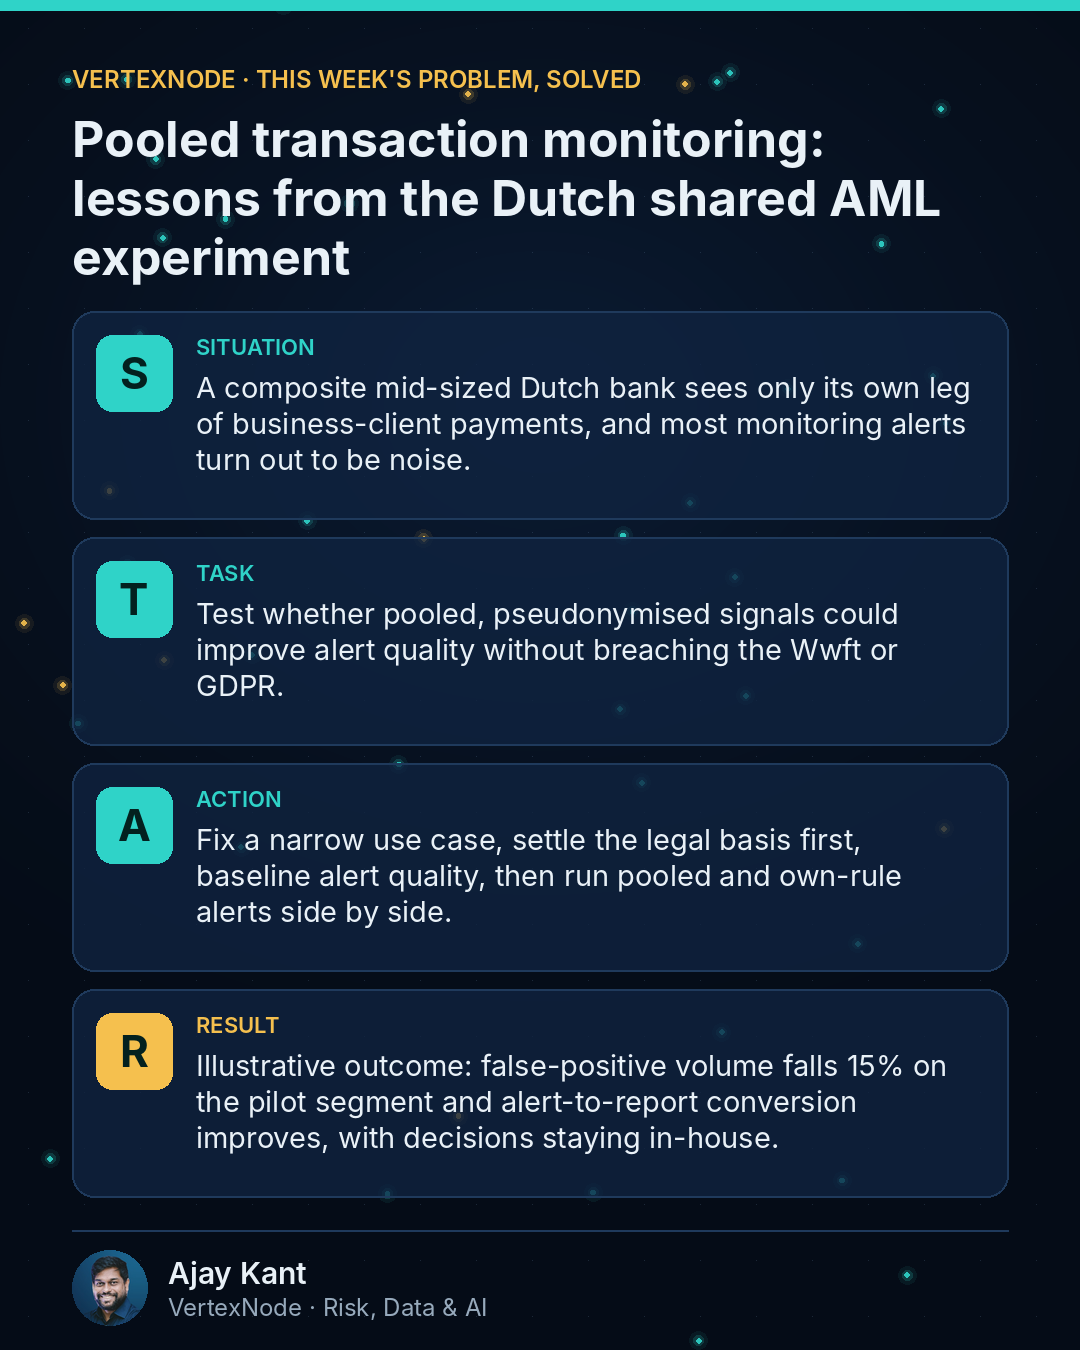 VERTEXNODE · THIS WEEK'S PROBLEM, SOLVED
Pooled transaction monitoring:
lessons from the Dutch shared AML
experiment
S
SITUATION
A composite mid-sized Dutch bank sees only its own leg
of business-client payments, and most monitoring alerts
turn out to be noise.
T
TASK
Test whether pooled, pseudonymised signals could
improve alert quality without breaching the Wwft or
GDPR.
A
ACTION
Fix a narrow use case, settle the legal basis first,
baseline alert quality, then run pooled and own-rule
alerts side by side.
R
RESULT
Illustrative outcome: false-positive volume falls 15% on
the pilot segment and alert-to-report conversion
improves, with decisions staying in-house.
Ajay Kant
VertexNode · Risk, Data & AI